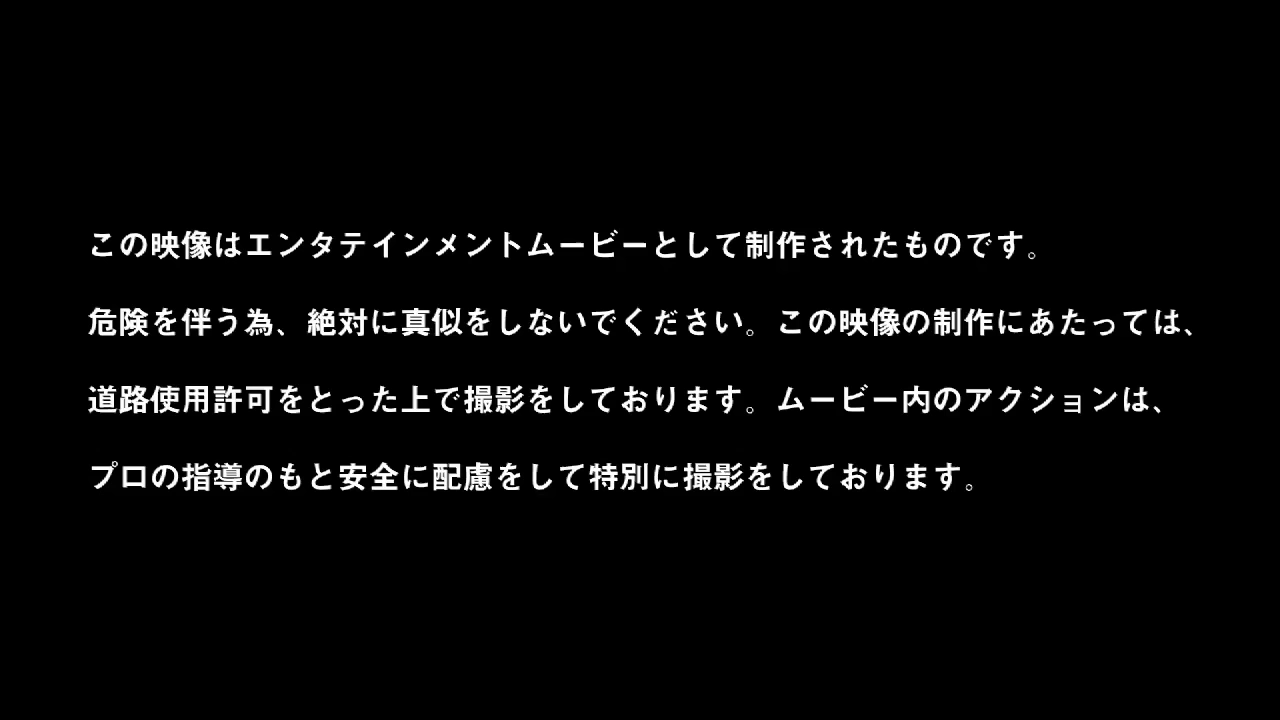 この映像はエンタテインメントムービーとして制作されたものです。
危険を伴う為、絶対に真似をしないでください。この映像の制作にあたっては、
道路使用許可をとった上で撮影をしております。ムービー内のアクションは、
プロの指導のもと安全に配慮をして特別に撮影をしております。